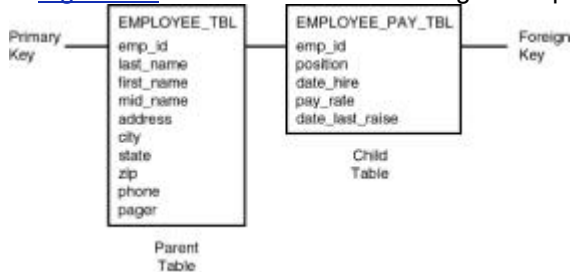 EMPLOYEE_TBL
emp_id
last_name
first_name
mid_name
address
city
state
zip
phone
pager
EMPLOYEE_PAY_TBL
emp_id
position
date_hire
pay_rate
date_last_raise
Primary
Key
Foreign
Key
Child
Table
Parent
Table